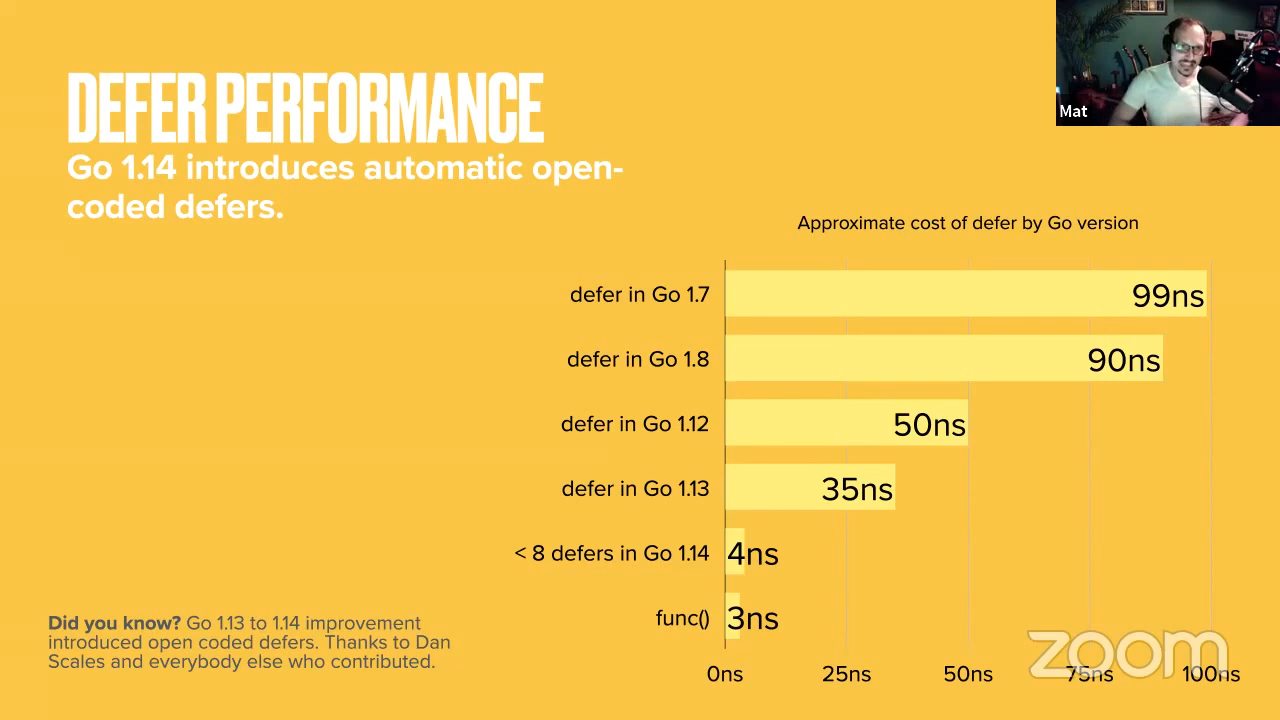 DEFER PERFORMANCE
Go 1.14 introduces automatic open-
coded defers.
Mat
Approximate cost of defer by Go version
defer in Go 1.7
99ns
defer in Go 1.8
90ns
defer in Go 1.12
50ns
defer in Go 1.13
35ns
< 8 defers in Go 1.14
4ns
func()
3ns
0ns
25ns
50ns
75ns
100ns
Did you know? Go 1.13 to 1.14 improvement
introduced open coded defers. Thanks to Dan
Scales and everybody else who contributed.
zoom